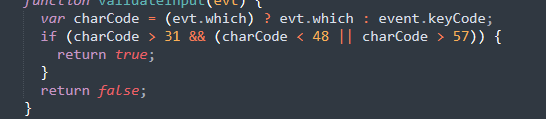 function validateInput(evt) {
var charCode = (evt.which) ? evt.which : event.keyCode;
if (charCode > 31 && (charCode < 48 || charCode > 57)) {
return true;
}
return false;
}